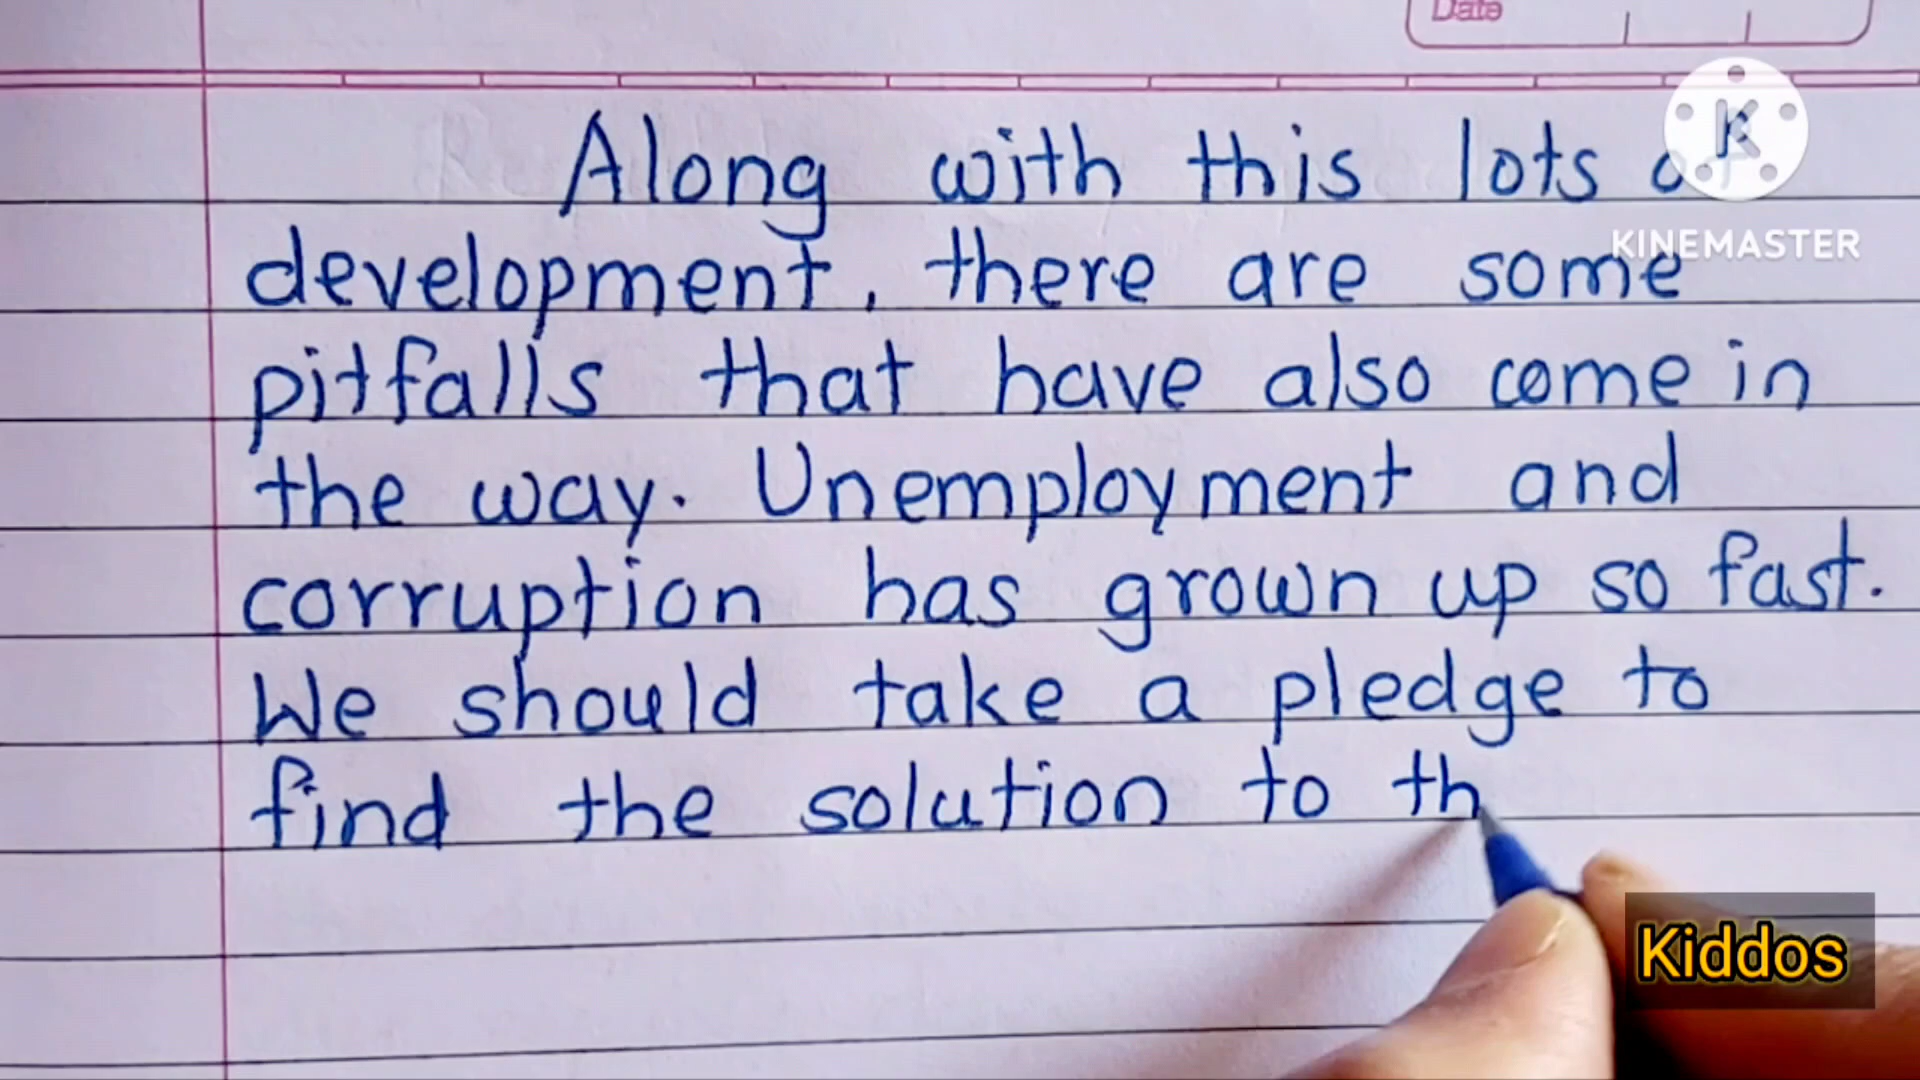 Date
Along with this lots of
K
KINEMASTER
development, there are some
pitfalls that have also come in
the way. Unemployment and
corruption has grown up so fast.
We should take a pledge to
find the solution to th
Kiddos